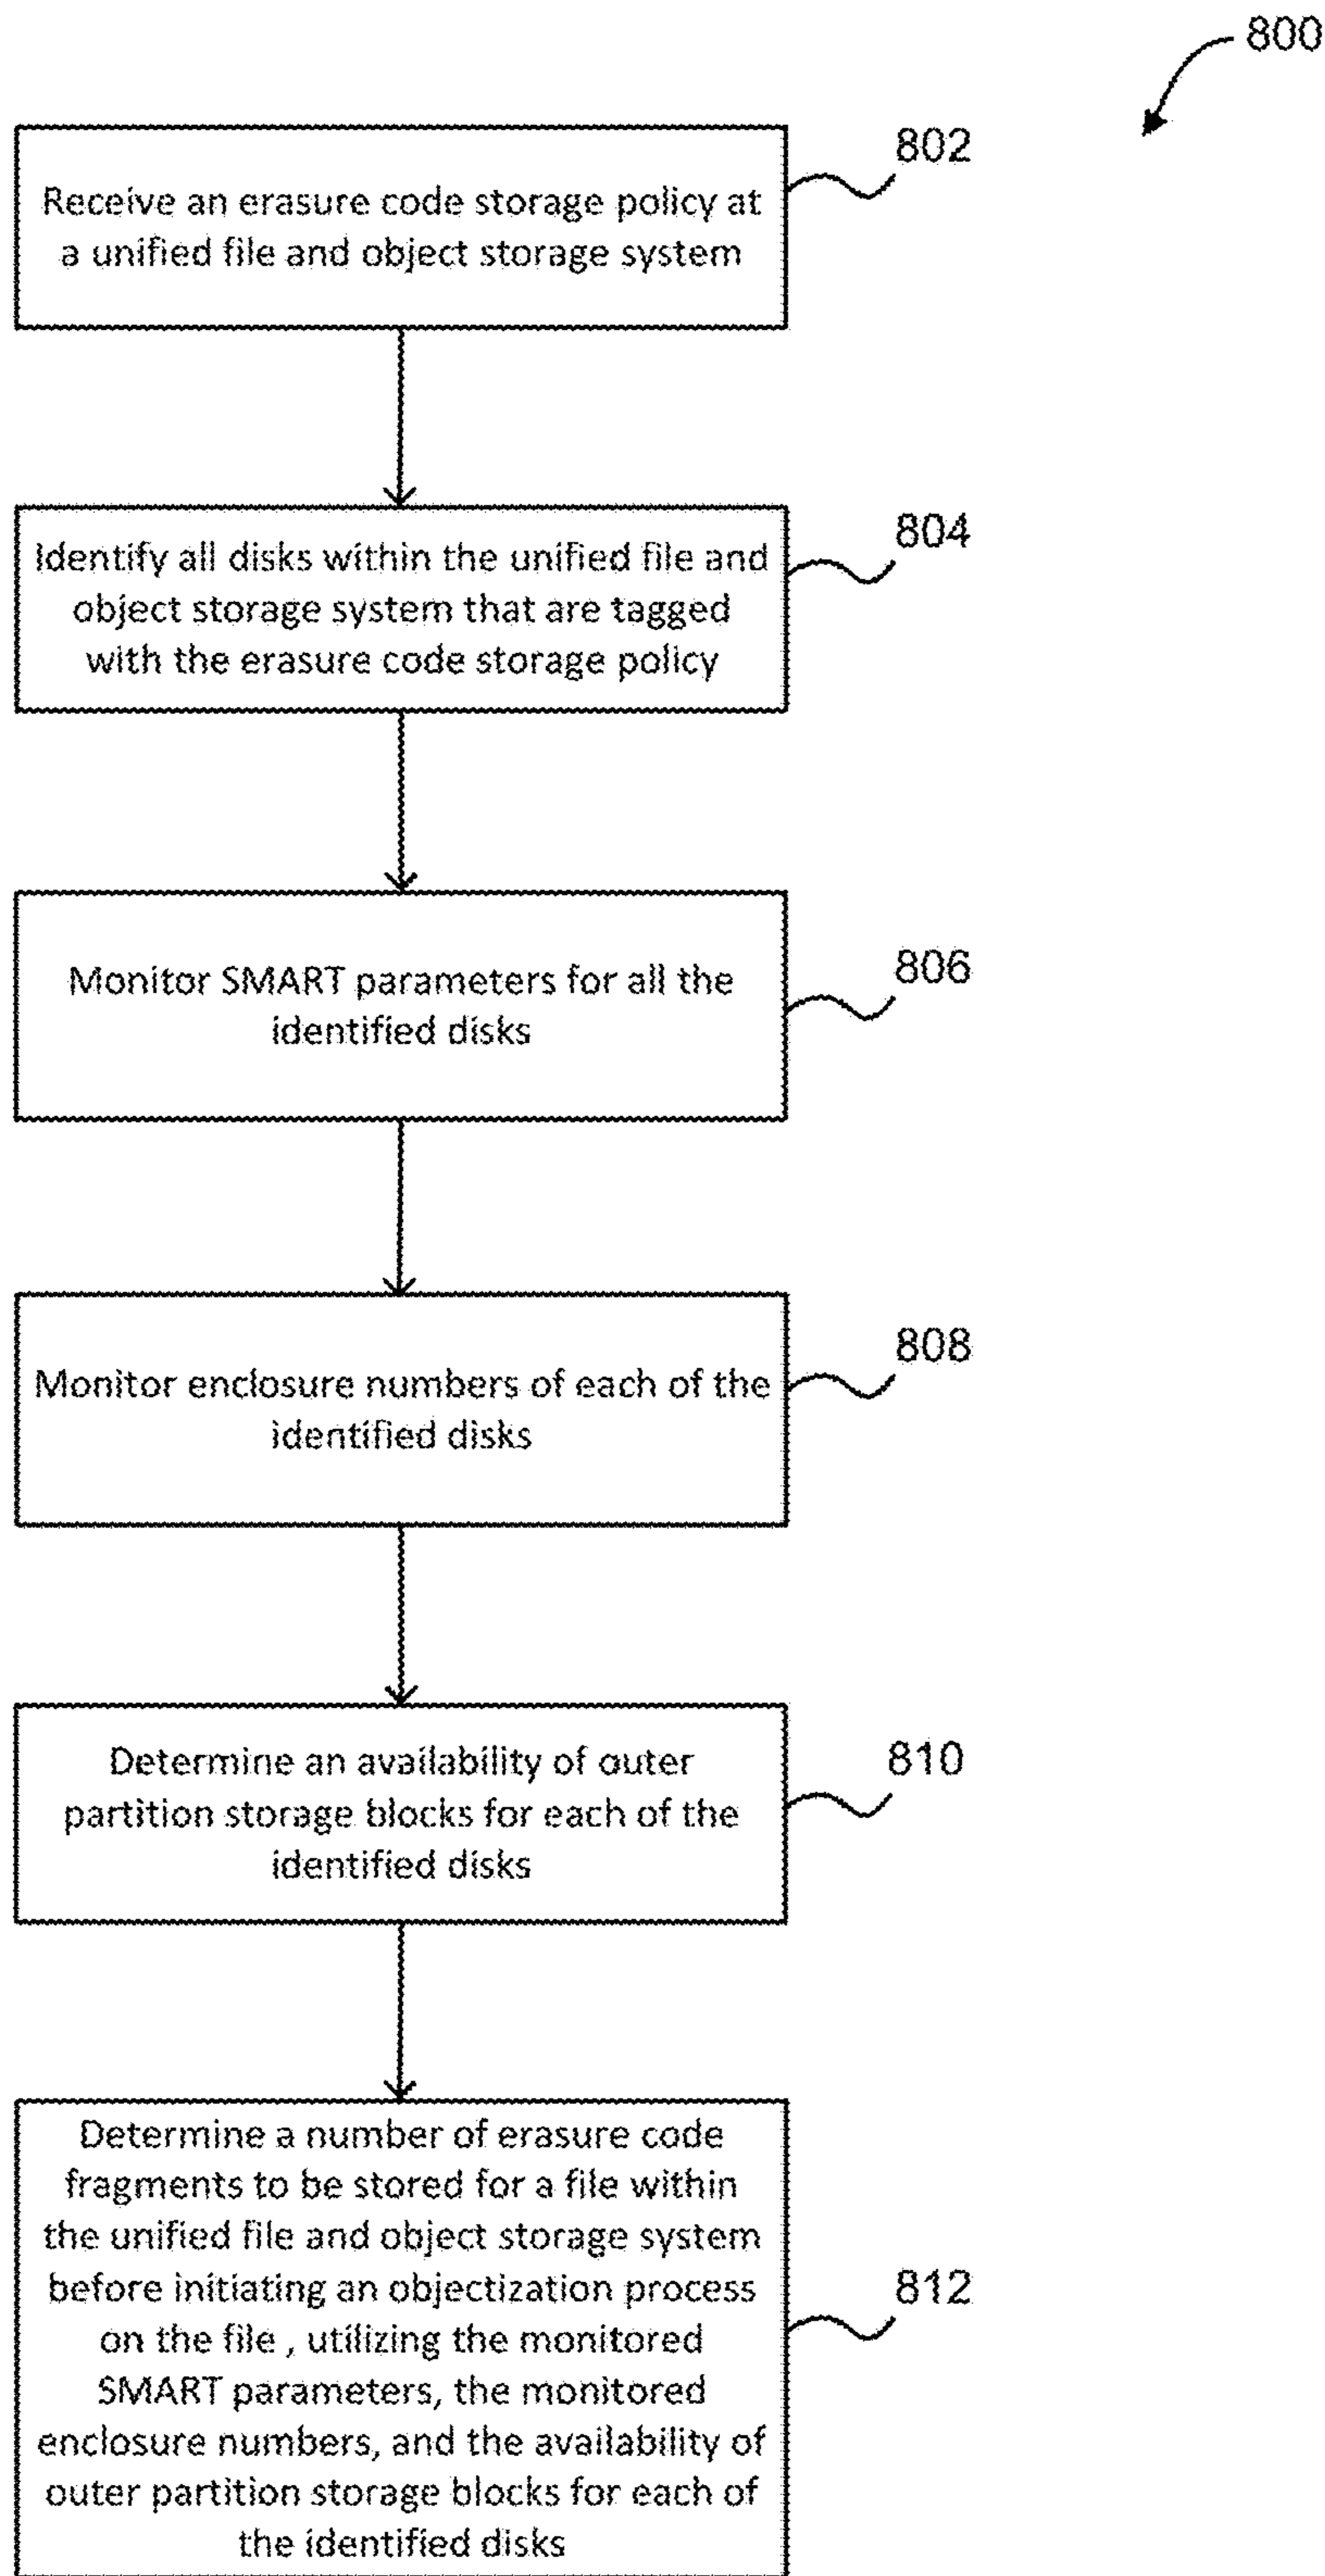 800
802
Receive an erasure code storage policy at
a unified file and object storage system
804
Identify all disks within the unified file and
object storage system that are tagged
with the erasure code storage policy
806
Monitor SMART parameters for all the
identified disks
808
Monitor enclosure numbers of each of the
identified disks
810
Determine an availability of outer
partition storage blocks for each of the
identified disks
Determine a number of erasure code
fragments to be stored for a file within
the unified file and object storage system
before initiating an objectization process
on the file , utilizing the monitored
SMART parameters, the monitored
enclosure numbers, and the availability of
outer partition storage blocks for each of
the identified disks
812